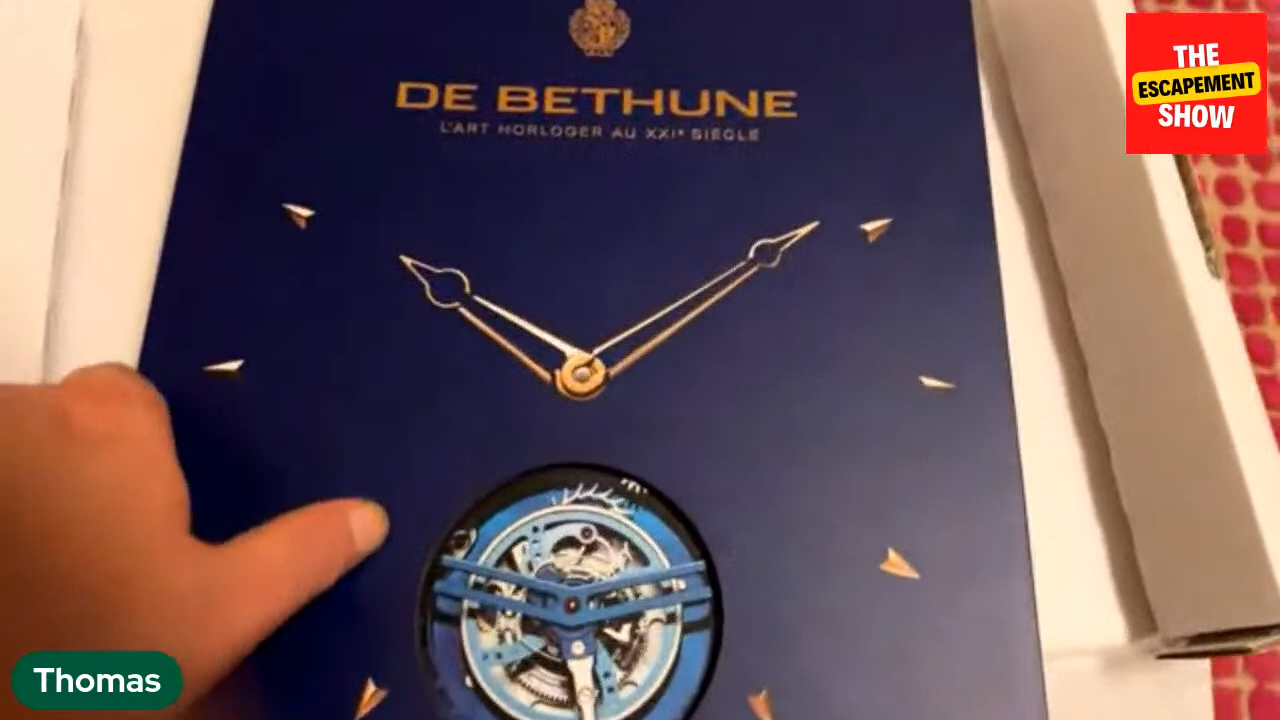 DE BETHUNE
L'ART HORLOGER AU XXIᵉ SIÈCLE
THE
ESCAPEMENT
SHOW
Thomas